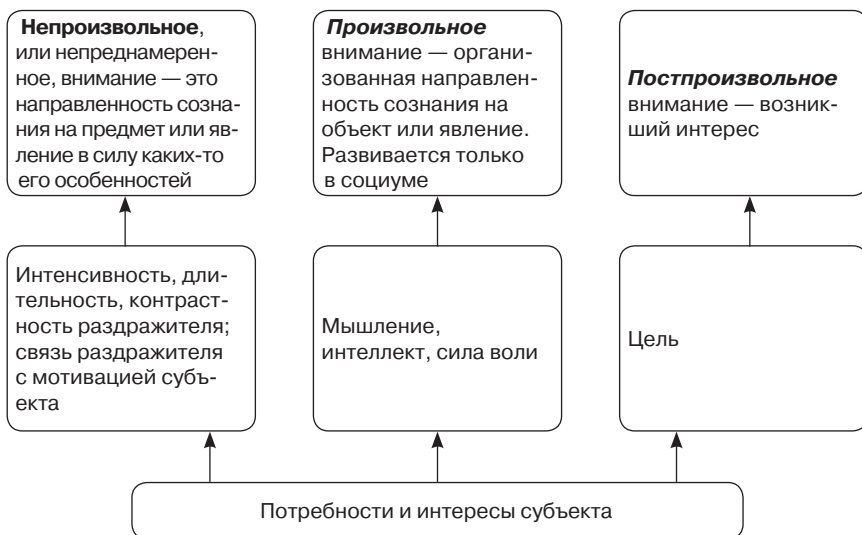 Непроизвольное,
или непреднамерен-
ное, внимание — это
направленность созна-
ния на предмет или яв-
ление в силу каких-то
его особенностей
Произвольное
внимание — органи-
зованная направлен-
ность сознания на
объект или явление.
Развивается только
в социуме
Постпроизвольное
внимание — возник-
ший интерес
Интенсивность, дли-
тельность, контраст-
ность раздражителя;
связь раздражителя
с мотивацией субъ-
екта
Мышление,
интеллект, сила воли
Цель
Потребности и интересы субъекта